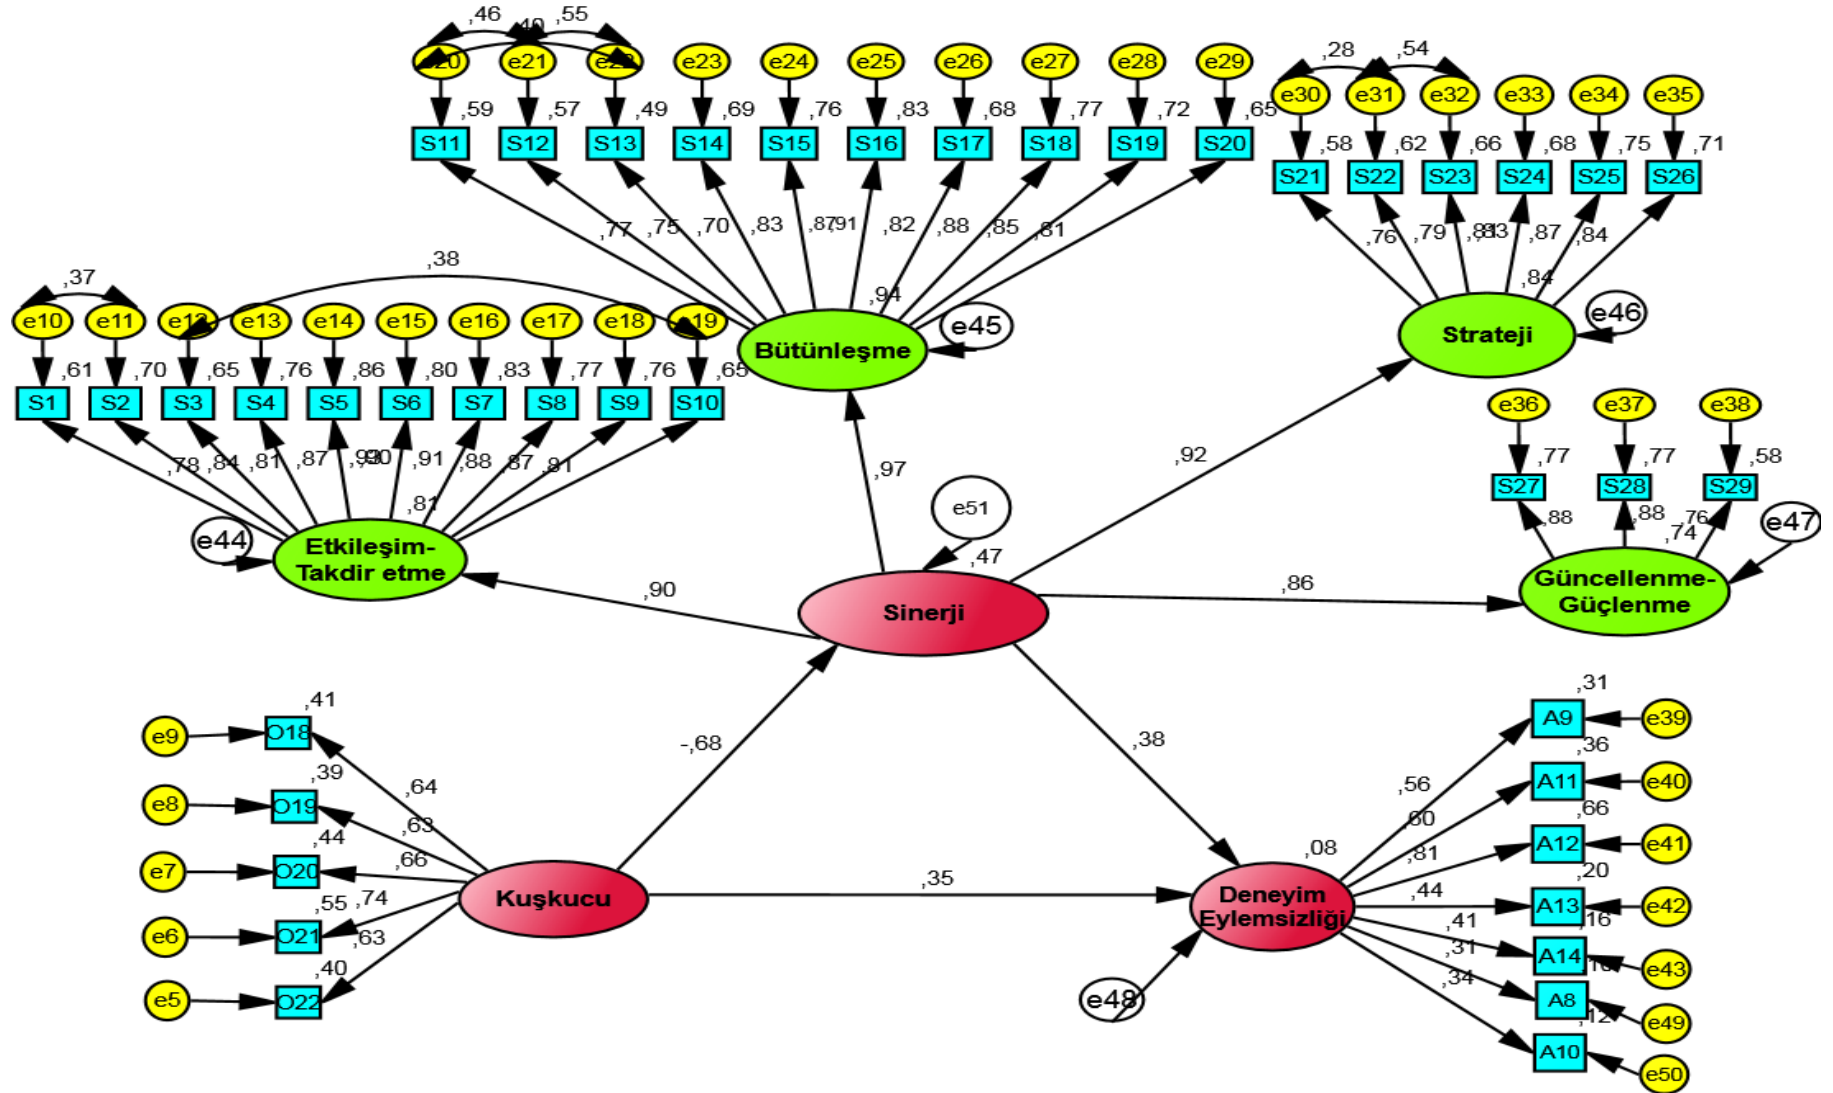 ,46 ,40 ,55
e20 e21 e22 e23 e24 e25 e26 e27 e28 e29
,59 ,57 ,49 ,69 ,76 ,83 ,68 ,77 ,72 ,65
S11 S12 S13 S14 S15 S16 S17 S18 S19 S20
,77 ,75 ,70 ,83 ,87 ,91 ,82 ,88 ,85 ,81
,94
Bütünleşme
e45
,28 ,54
e30 e31 e32 e33 e34 e35
,58 ,62 ,66 ,68 ,75 ,71
S21 S22 S23 S24 S25 S26
,76 ,79 ,81 ,83 ,87 ,84
,84
Strateji
e46
,37 ,38
e10 e11 e12 e13 e14 e15 e16 e17 e18 e19
,61 ,70 ,65 ,76 ,86 ,80 ,83 ,77 ,76 ,65
S1 S2 S3 S4 S5 S6 S7 S8 S9 S10
,78 ,84 ,81 ,87 ,93 ,90 ,91 ,88 ,87 ,81
,81
e44
Etkileşim-
Takdir etme
e36 e37 e38
,77 ,77 ,58
S27 S28 S29
,88 ,88 ,76
,74
e47
Güncellenme-
Güçlenme
,97
,92
e51
,47
,90
Sinerji
,86
-,68
,38
,41
e9 O18
,64
,39
e8 O19
,63
,44
e7 O20
,66
,55 ,74
e6 O21
,63
,40
e5 O22
Kuşkucu
,35
,08
Deneyim
Eylemsizliği
e48
,31
A9 e39
,56
,36
A11 e40
,60
,66
A12 e41
,81
,20
A13 e42
,44
,16
A14 e43
,41
A8 e49
,31
,12
A10 e50
,34